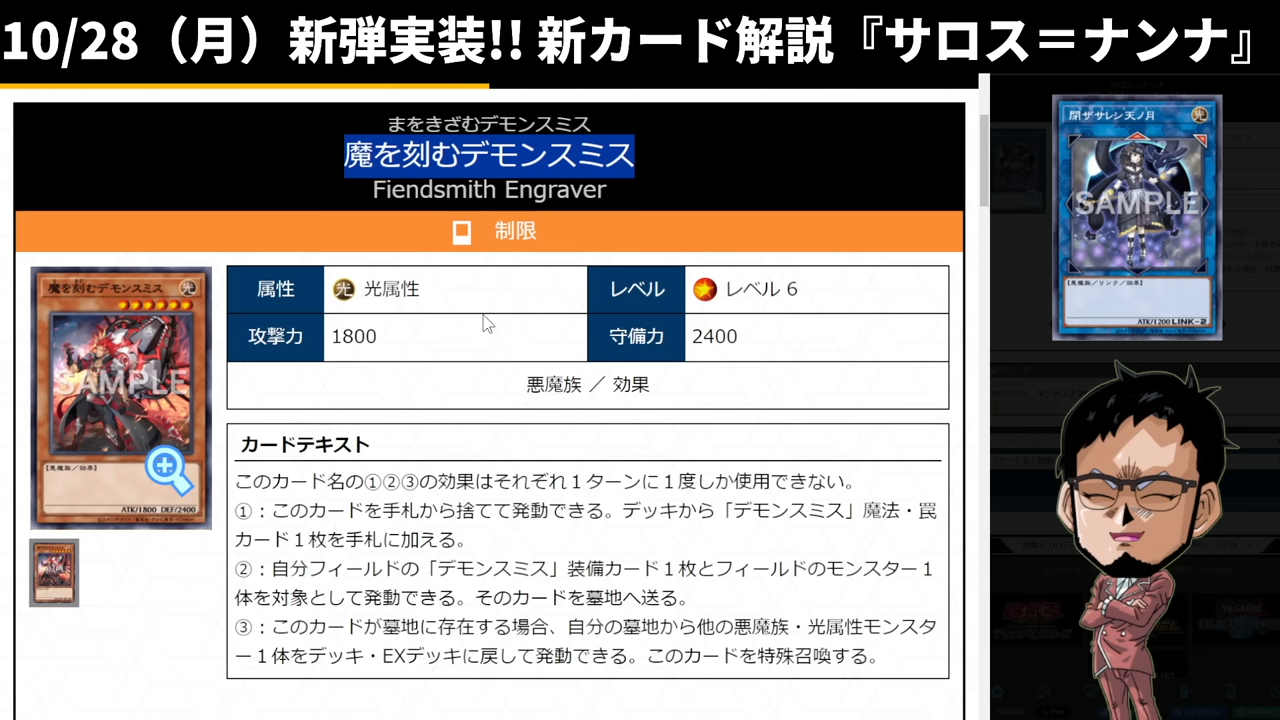 10/28（月）新弾実装!! 新カード解説『サロス＝ナンナ』
まをきざむデモンスミス
魔を刻むデモンスミス
Fiendsmith Engraver
制限
魔を刻むデモンスミス
光
SAMPLE
【悪魔族／効果】
ATK/1800 DEF/2400
属性
光 光属性
レベル
レベル 6
攻撃力
1800
守備力
2400
悪魔族 ／ 効果
カードテキスト
このカード名の①②③の効果はそれぞれ１ターンに１度しか使用できない。
①：このカードを手札から捨てて発動できる。デッキから「デモンスミス」魔法・罠
カード１枚を手札に加える。
②：自分フィールドの「デモンスミス」装備カード１枚とフィールドのモンスター１
体を対象として発動できる。そのカードを墓地へ送る。
③：このカードが墓地に存在する場合、自分の墓地から他の悪魔族・光属性モンスタ
ー１体をデッキ・EXデッキに戻して発動できる。このカードを特殊召喚する。
閉ザサレシ天ノ月
光
SAMPLE
【悪魔族／リンク／効果】
ATK/1200 LINK-2